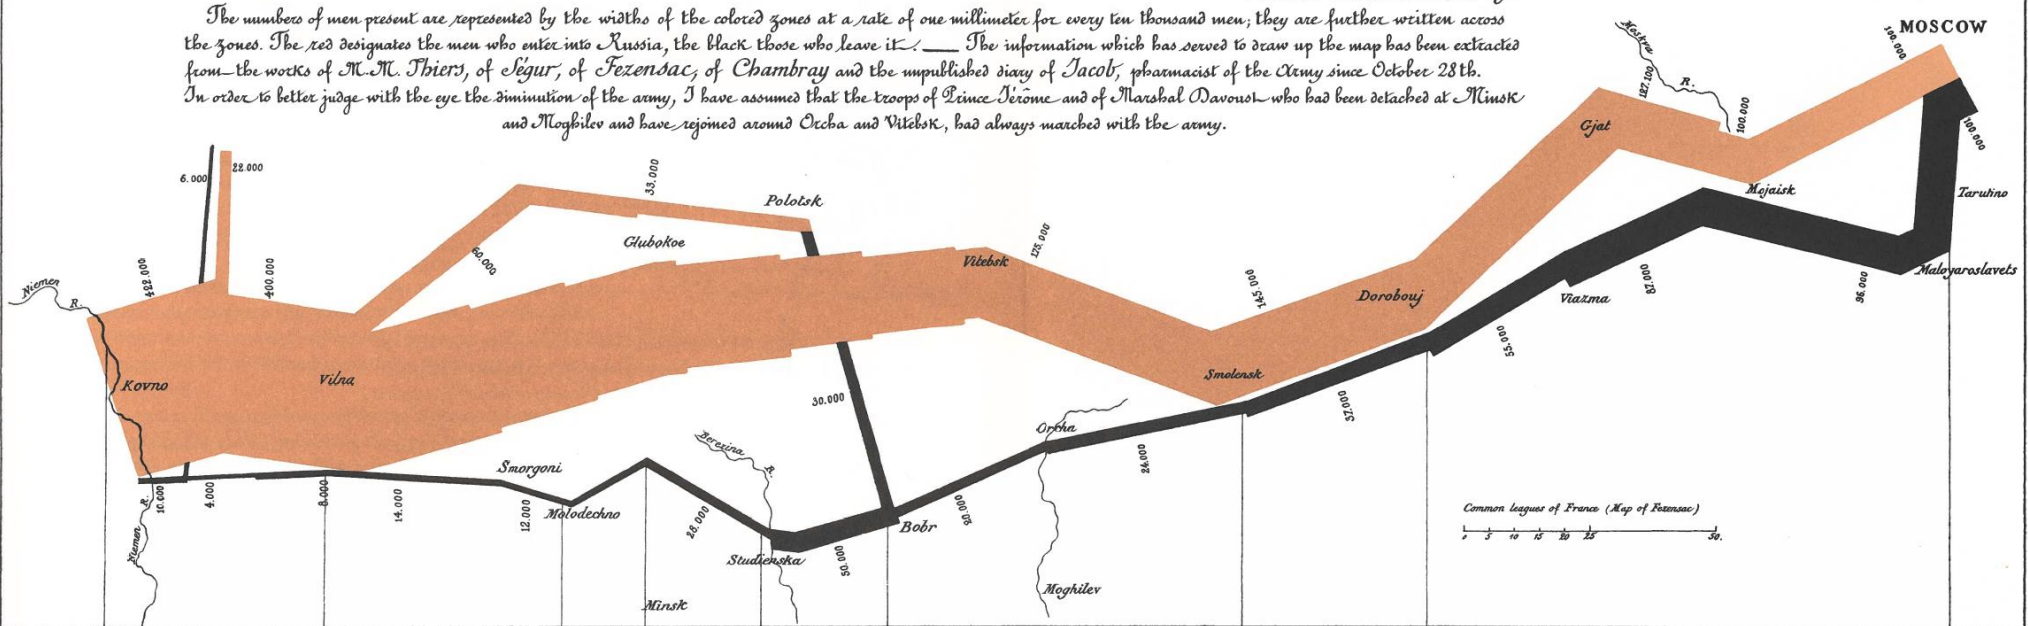 The numbers of men present are represented by the widths of the colored zones at a rate of one millimeter for every ten thousand men; they are further written across
the zones. The red designates the men who enter into Russia, the black those who leave it. — The information which has served to draw up the map has been extracted
from the works of M. M. Thiers, of Ségur, of Fezensac, of Chambray and the unpublished diary of Jacob, pharmacist of the Army since October 28th.
In order to better judge with the eye the diminution of the army, I have assumed that the troops of Prince Jérôme and of Marshal Davoust who had been detached at Minsk
and Moghilev and have rejoined around Orcha and Vitebsk, had always marched with the army.
MOSCOW
100.000
Moskva
R.
127.100
100.000
Gjat
100.000
Mojaisk
Tarutino
6.000
22.000
33.000
Polotsk
Glubokoe
60.000
175.000
Vitebsk
422.000
400.000
Niemen
R.
145.000
Dorobouj
Viazma
87.000
96.000
Maloyaroslavets
55.000
Kovno
Vilna
Smolensk
30.000
37.000
Orcha
Berezina
R.
24.000
Smorgoni
10.000
R.
4.000
8.000
14.000
12.000
Molodechno
28.000
20.000
Bobr
Niemen
Studienska
50.000
Common leagues of France (Map of Fezensac)
0 5 10 15 20 25 50.
Moghilev
Minsk